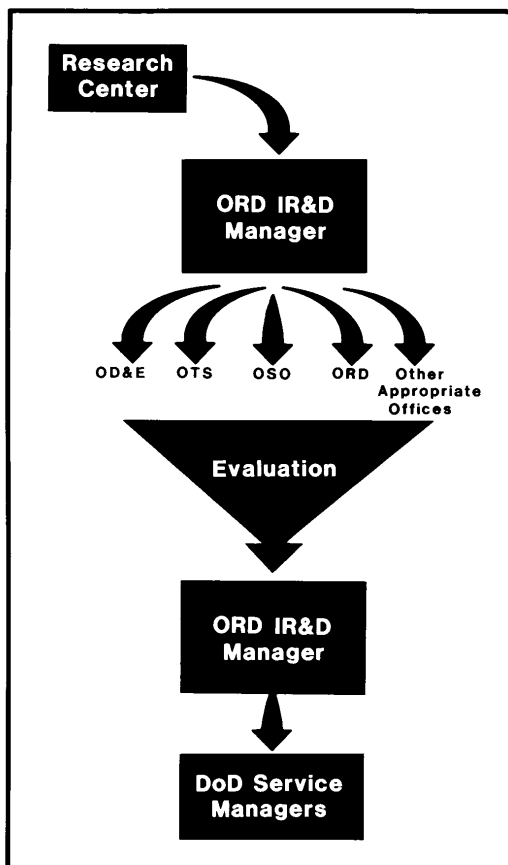 Research
Center
ORD IR&D
Manager
OD&E OTS OSO ORD Other
Appropriate
Offices
Evaluation
ORD IR&D
Manager
DoD Service
Managers